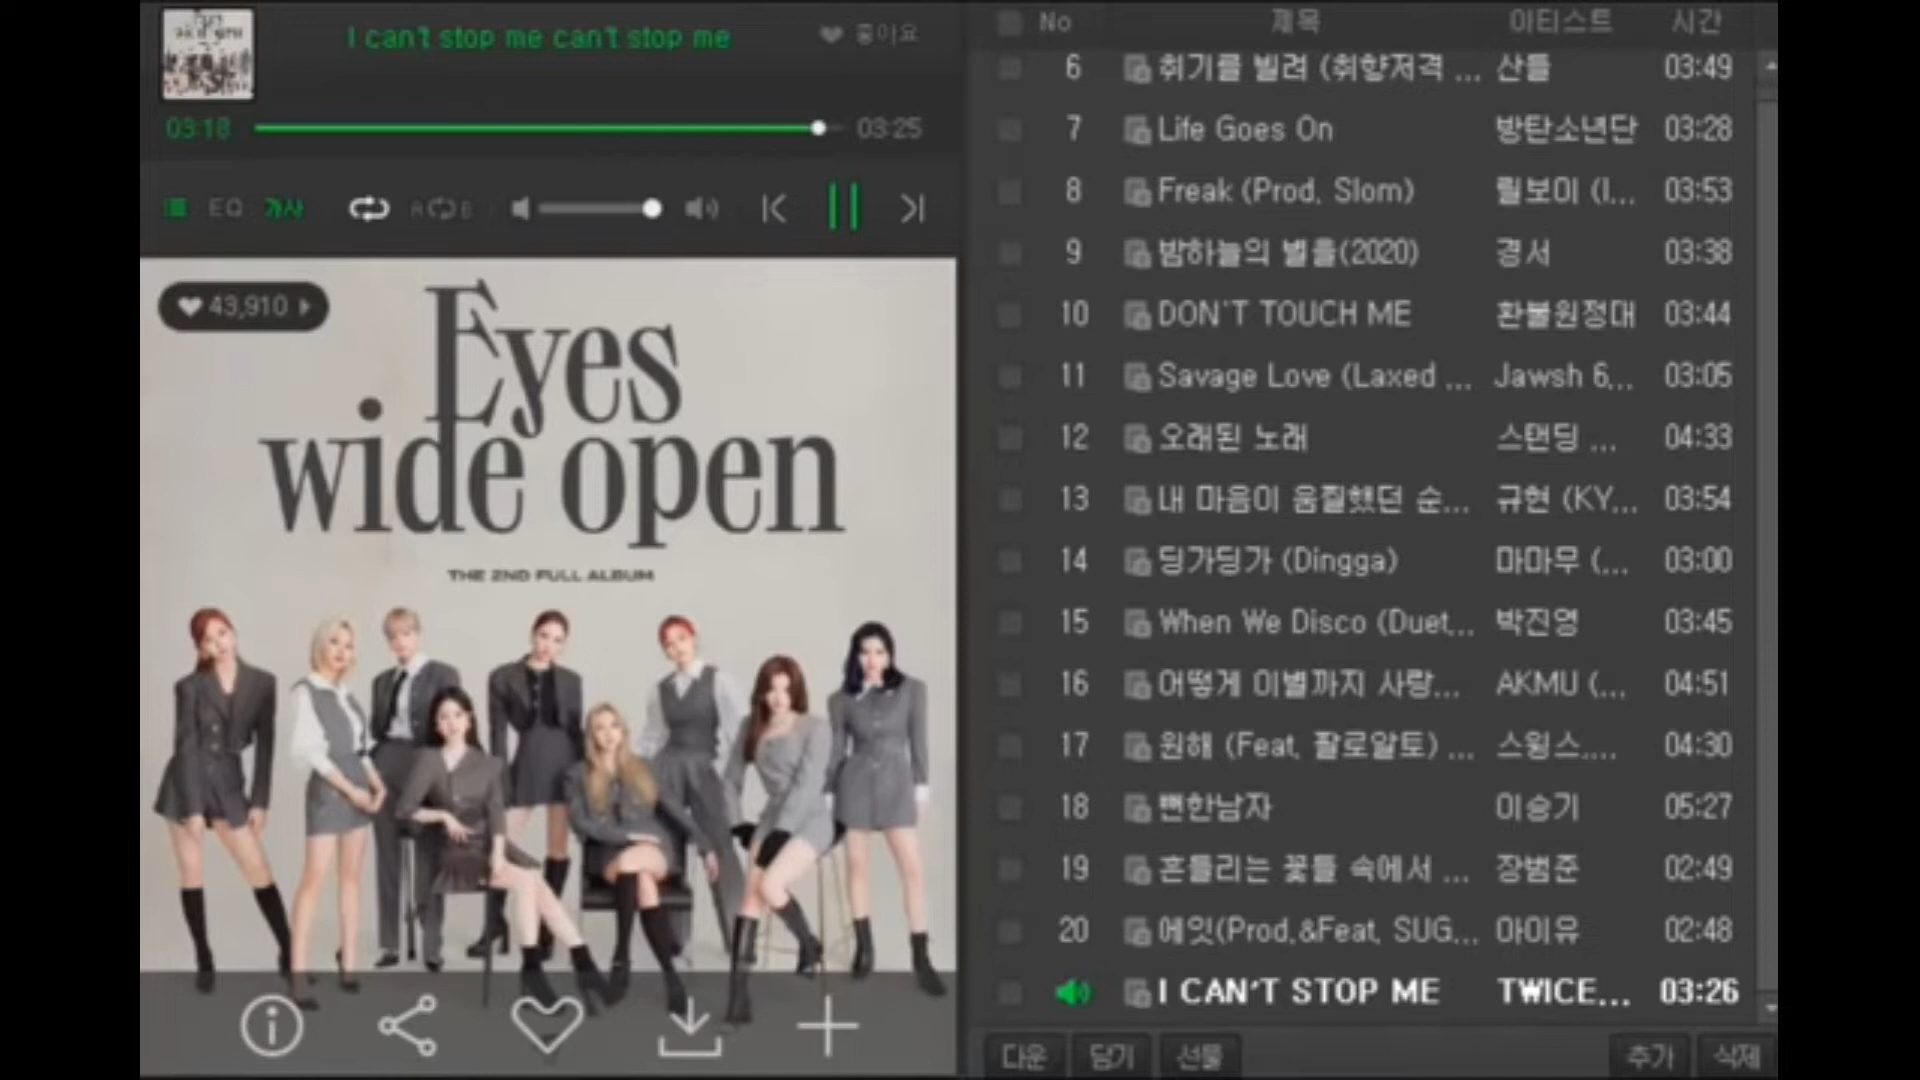 I can't stop me can't stop me
좋아요
03:18
03:25
EQ 가사
A B
43,910
Eyes
wide open
THE 2ND FULL ALBUM
No 제목 아티스트 시간
6 취기를 빌려 (취향저격 ... 산들 03:49
7 Life Goes On 방탄소년단 03:28
8 Freak (Prod. Slom) 릴보이 (l... 03:53
9 밤하늘의 별을(2020) 경서 03:38
10 DON'T TOUCH ME 환불원정대 03:44
11 Savage Love (Laxed ... Jawsh 6... 03:05
12 오래된 노래 스탠딩 ... 04:33
13 내 마음이 움찔했던 순... 규현 (KY... 03:54
14 딩가딩가 (Dingga) 마마무 (... 03:00
15 When We Disco (Duet... 박진영 03:45
16 어떻게 이별까지 사랑... AKMU (... 04:51
17 원해 (Feat. 팔로알토) ... 스윙스.... 04:30
18 뻔한남자 이승기 05:27
19 흔들리는 꽃들 속에서 ... 장범준 02:49
20 에잇(Prod.&Feat. SUG... 아이유 02:48
I CAN'T STOP ME TWICE... 03:26
다운 담기 선물 추가 삭제